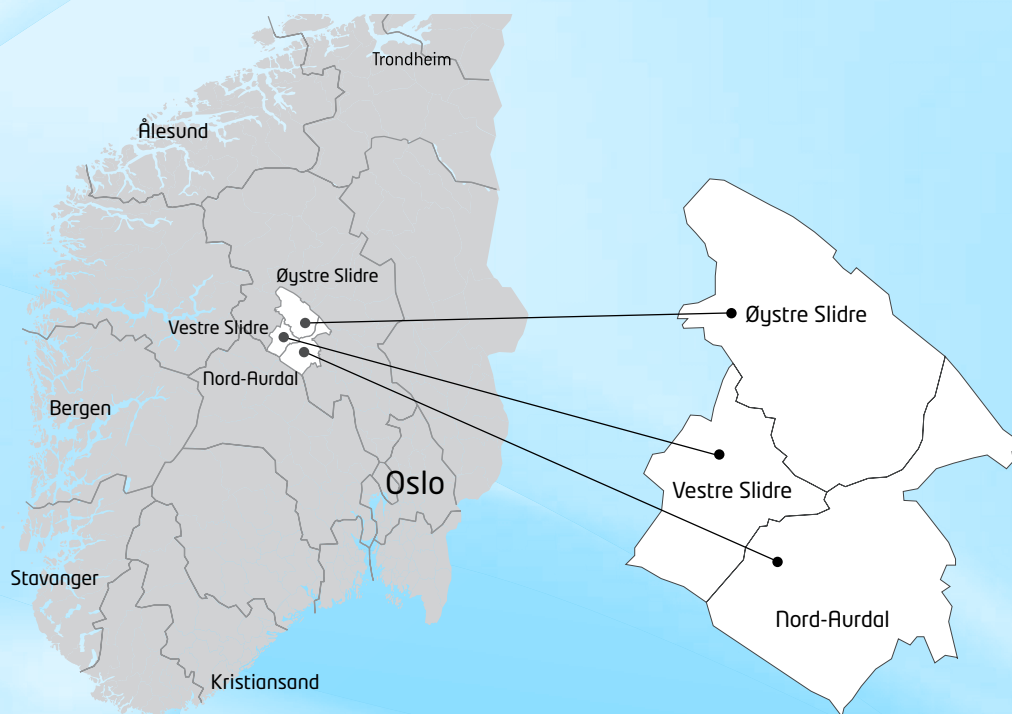 Trondheim
Ålesund
Øystre Slidre
Vestre Slidre
Nord-Aurdal
Bergen
Oslo
Stavanger
Kristiansand
Øystre Slidre
Vestre Slidre
Nord-Aurdal